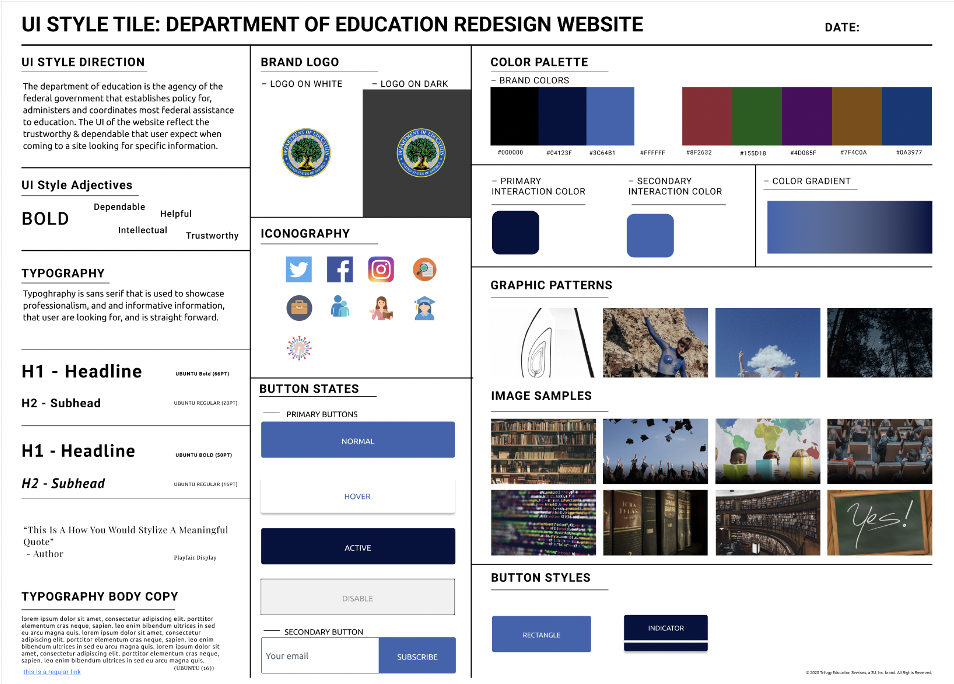 UI STYLE TILE: DEPARTMENT OF EDUCATION REDESIGN WEBSITE
DATE:
UI STYLE DIRECTION
The department of education is the agency of the
federal government that establishes policy for,
administers and coordinates most federal assistance
to education. The UI of the website reflect the
trustworthy & dependable that user expect when
coming to a site looking for specific information.
UI Style Adjectives
BOLD
Dependable
Helpful
Intellectual
Trustworthy
TYPOGRAPHY
Typoghraphy is sans serif that is used to showcase
professionalism, and and informative information,
that user are looking for, and is straight forward.
H1 - Headline
UBUNTU Bold (66PT)
H2 - Subhead
UBUNTU REGULAR (23PT)
H1 - Headline
UBUNTU BOLD (50PT)
H2 - Subhead
UBUNTU REGULAR (16PT)
“This Is A How You Would Stylize A Meaningful
Quote”
- Author
Playfair Display
TYPOGRAPHY BODY COPY
lorem ipsum dolor sit amet, consectetur adipiscing elit. porttitor
elementum cras neque, sapien. leo enim bibendum ultrices in sed
eu arcu magna. lorem ipsum dolor sit amet, consectetur
adipiscing elit. porttitor elementum cras neque, sapien. leo enim
bibendum ultrices in sed eu arcu magna. lorem ipsum dolor sit
amet, consectetur adipiscing elit. porttitor elementum cras neque,
sapien. leo enim bibendum ultrices in sed eu arcu magna.
(UBUNTU (16))
this is a regular link
BRAND LOGO
– LOGO ON WHITE
– LOGO ON DARK
ICONOGRAPHY
BUTTON STATES
PRIMARY BUTTONS
NORMAL
HOVER
ACTIVE
DISABLE
SECONDARY BUTTON
Your email
SUBSCRIBE
COLOR PALETTE
– BRAND COLORS
#000000
#04123F
#3C64B1
#FFFFFF
#8F2632
#155D18
#4D085F
#7F4C0A
#0A3977
– PRIMARY
INTERACTION COLOR
– SECONDARY
INTERACTION COLOR
– COLOR GRADIENT
GRAPHIC PATTERNS
IMAGE SAMPLES
Yes!
BUTTON STYLES
RECTANGLE
INDICATOR
© 2020 Trilogy Education Services, a 2U, Inc. brand. All Rights Reserved.